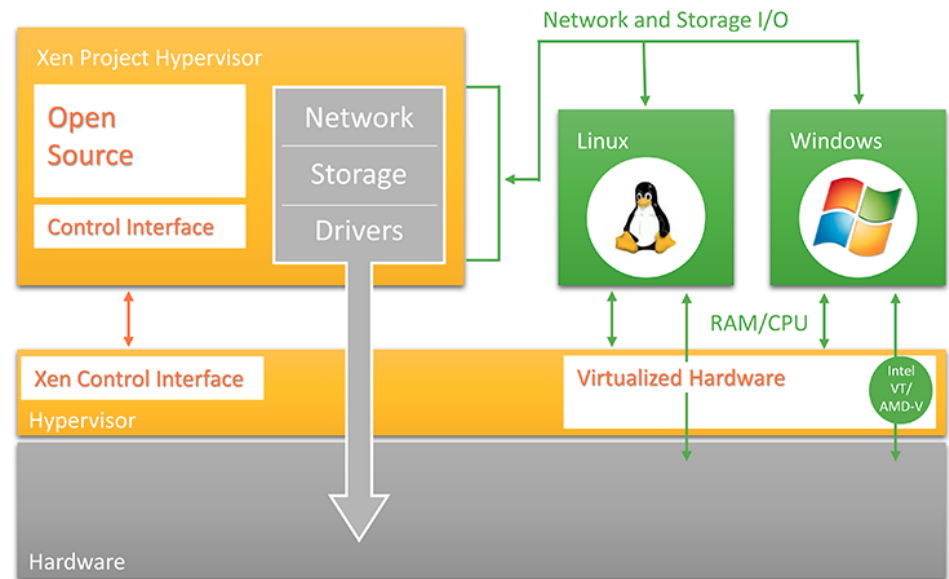 Network and Storage I/O
Xen Project Hypervisor
Open
Source
Control Interface
Network
Storage
Drivers
Linux
Windows
RAM/CPU
Xen Control Interface
Hypervisor
Virtualized Hardware
Intel
VT/
AMD-V
Hardware